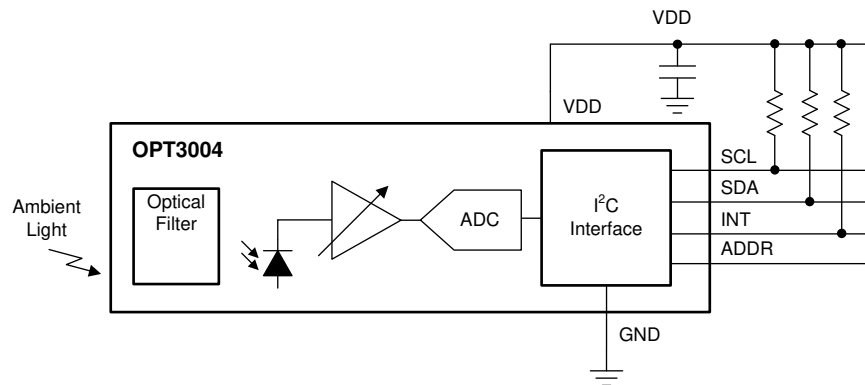 VDD
VDD
OPT3004
SCL
Optical
Filter
SDA
Ambient
Light
ADC
I²C
Interface
INT
ADDR
GND